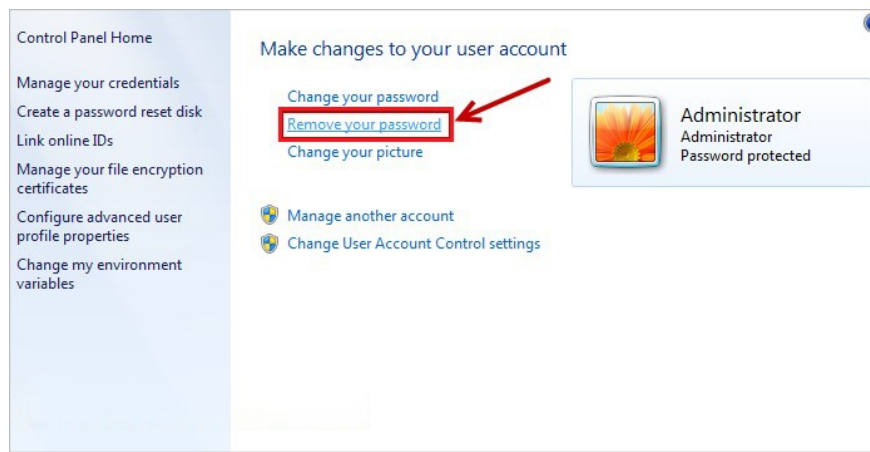 Control Panel Home
Manage your credentials
Create a password reset disk
Link online IDs
Manage your file encryption
certificates
Configure advanced user
profile properties
Change my environment
variables
Make changes to your user account
Change your password
Remove your password
Change your picture
Manage another account
Change User Account Control settings
Administrator
Administrator
Password protected